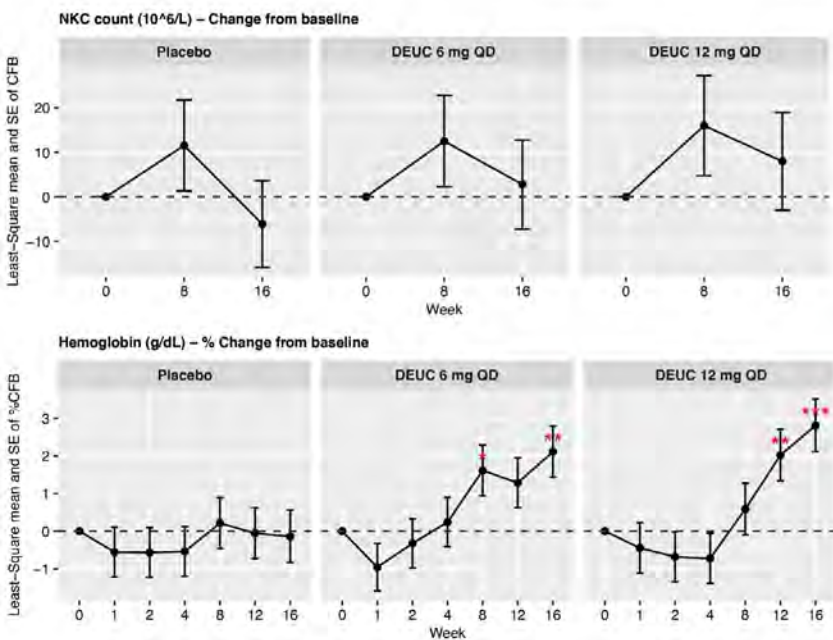 NKC count (10^6/L) – Change from baseline
Placebo DEUC 6 mg QD DEUC 12 mg QD
Least–Square mean and SE of CFB
20
10
0
-10
0 8 16 0 8 16 0 8 16
Week
Hemoglobin (g/dL) – % Change from baseline
Placebo DEUC 6 mg QD DEUC 12 mg QD
Least–Square mean and SE of %CFB
* ** ** ***
3
2
1
0
-1
0 1 2 4 8 12 16 0 1 2 4 8 12 16 0 1 2 4 8 12 16
Week